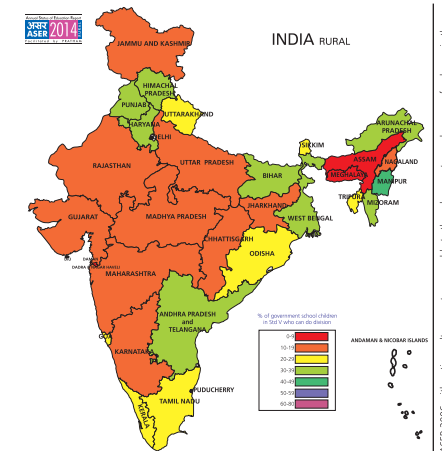 Annual Status of Education Report
असर
ASER
2014
Facilitated by PRATHAM
INDIA RURAL
JAMMU AND KASHMIR
HIMACHAL
PRADESH
PUNJAB
UTTARAKHAND
HARYANA
DELHI
ARUNACHAL
PRADESH
SIKKIM
RAJASTHAN
UTTAR PRADESH
ASSAM
NAGALAND
BIHAR
MEGHALAYA
MANIPUR
TRIPURA
MIZORAM
JHARKHAND
GUJARAT
MADHYA PRADESH
WEST BENGAL
CHHATTISGARH
ODISHA
DAMAN
DADRA & NAGAR HAVELI
MAHARASHTRA
ANDHRA PRADESH
and
TELANGANA
% of government school children
in Std V who can do division
0-9
10-19
20-29
30-39
40-49
50-59
60-80
ANDAMAN & NICOBAR ISLANDS
KARNATAKA
PUDUCHERRY
TAMIL NADU
KERALA